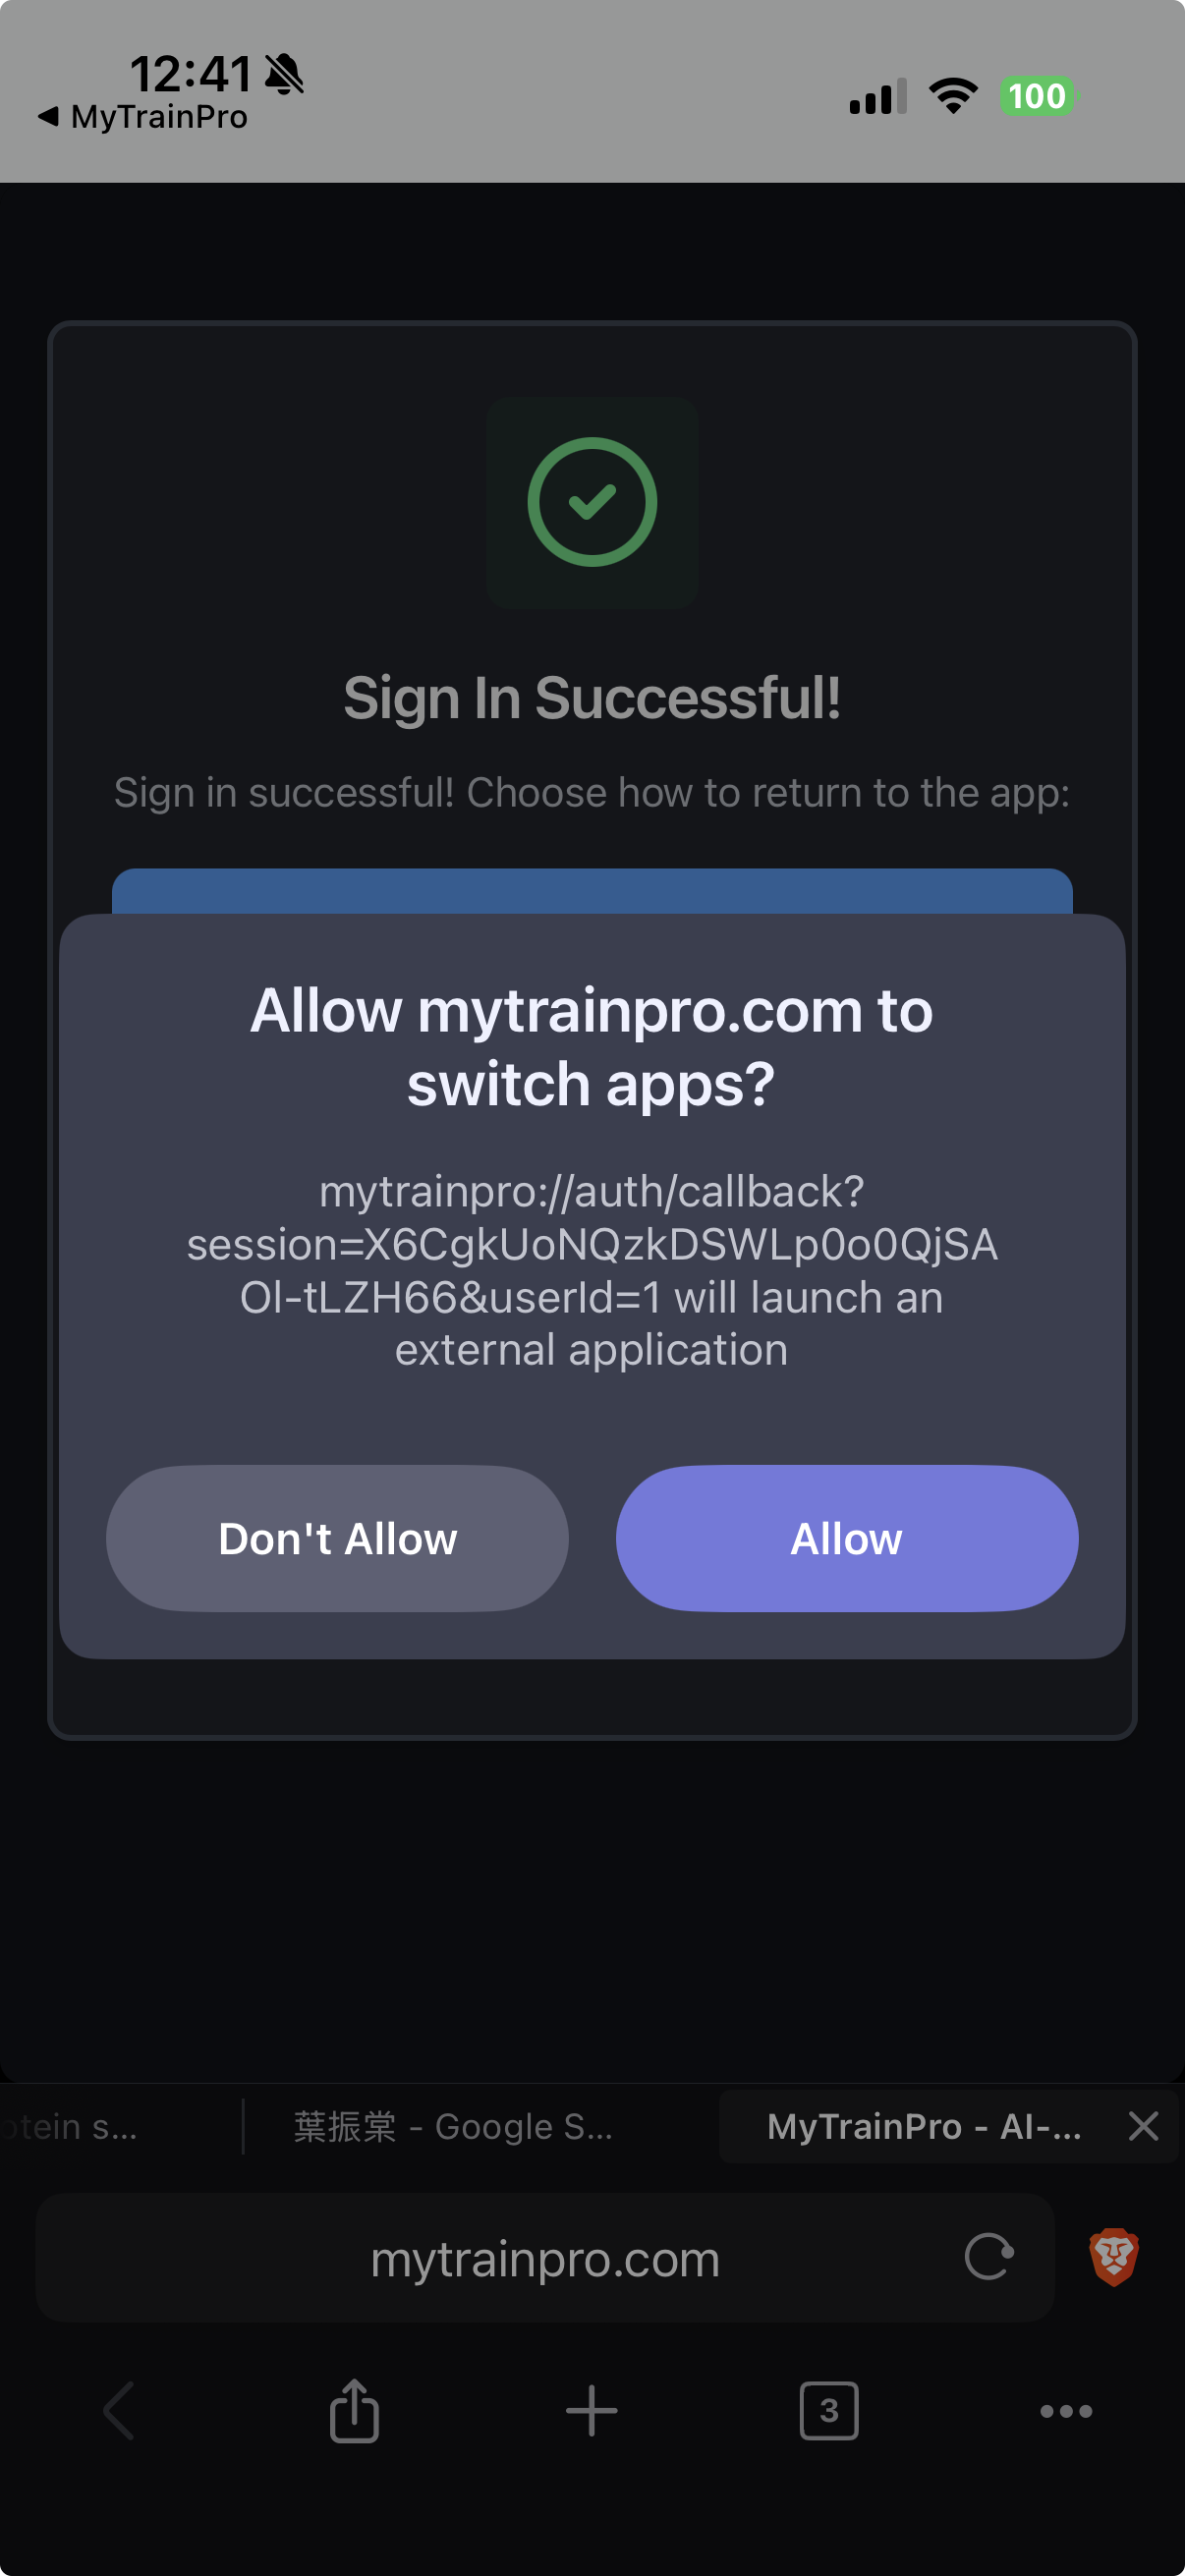 12:41
◀ MyTrainPro
100
Sign In Successful!
Sign in successful! Choose how to return to the app:
Allow mytrainpro.com to
switch apps?
mytrainpro://auth/callback?
session=X6CgkUoNQzkDSWLp0o0QjSA
Ol-tLZH66&userId=1 will launch an
external application
Don't Allow
Allow
otein s...
葉振棠 - Google S...
MyTrainPro - AI-...
mytrainpro.com
3